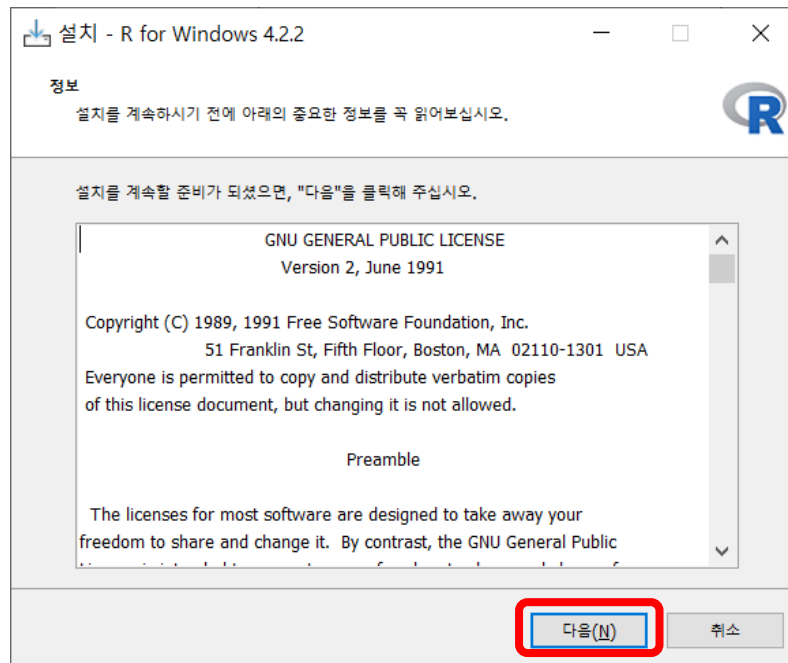 설치 - R for Windows 4.2.2
정보
설치를 계속하시기 전에 아래의 중요한 정보를 꼭 읽어보십시오.
R
설치를 계속할 준비가 되셨으면, "다음"을 클릭해 주십시오.
GNU GENERAL PUBLIC LICENSE
Version 2, June 1991
Copyright (C) 1989, 1991 Free Software Foundation, Inc.
51 Franklin St, Fifth Floor, Boston, MA 02110-1301 USA
Everyone is permitted to copy and distribute verbatim copies
of this license document, but changing it is not allowed.
Preamble
The licenses for most software are designed to take away your
freedom to share and change it. By contrast, the GNU General Public
다음(N)
취소